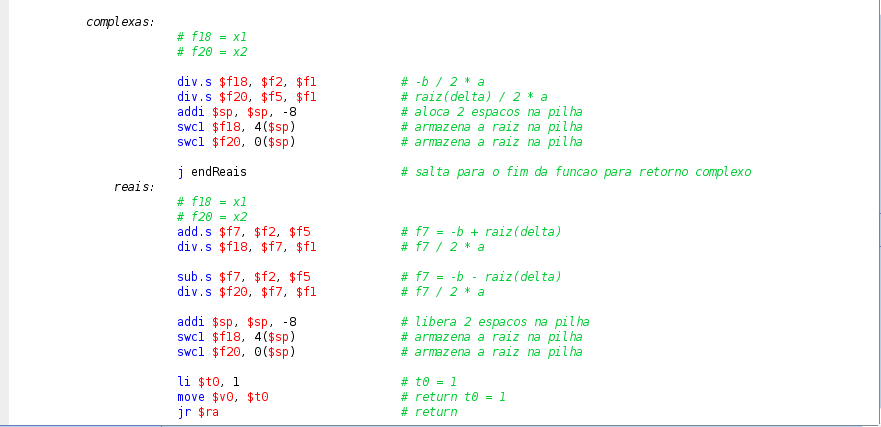 complexas:
# f18 = x1
# f20 = x2
div.s $f18, $f2, $f1 # -b / 2 * a
div.s $f20, $f5, $f1 # raiz(delta) / 2 * a
addi $sp, $sp, -8 # aloca 2 espacos na pilha
swc1 $f18, 4($sp) # armazena a raiz na pilha
swc1 $f20, 0($sp) # armazena a raiz na pilha
j endReais # salta para o fim da funcao para retorno complexo
reais:
# f18 = x1
# f20 = x2
add.s $f7, $f2, $f5 # f7 = -b + raiz(delta)
div.s $f18, $f7, $f1 # f7 / 2 * a
sub.s $f7, $f2, $f5 # f7 = -b - raiz(delta)
div.s $f20, $f7, $f1 # f7 / 2 * a
addi $sp, $sp, -8 # libera 2 espacos na pilha
swc1 $f18, 4($sp) # armazena a raiz na pilha
swc1 $f20, 0($sp) # armazena a raiz na pilha
li $t0, 1 # t0 = 1
move $v0, $t0 # return t0 = 1
jr $ra # return